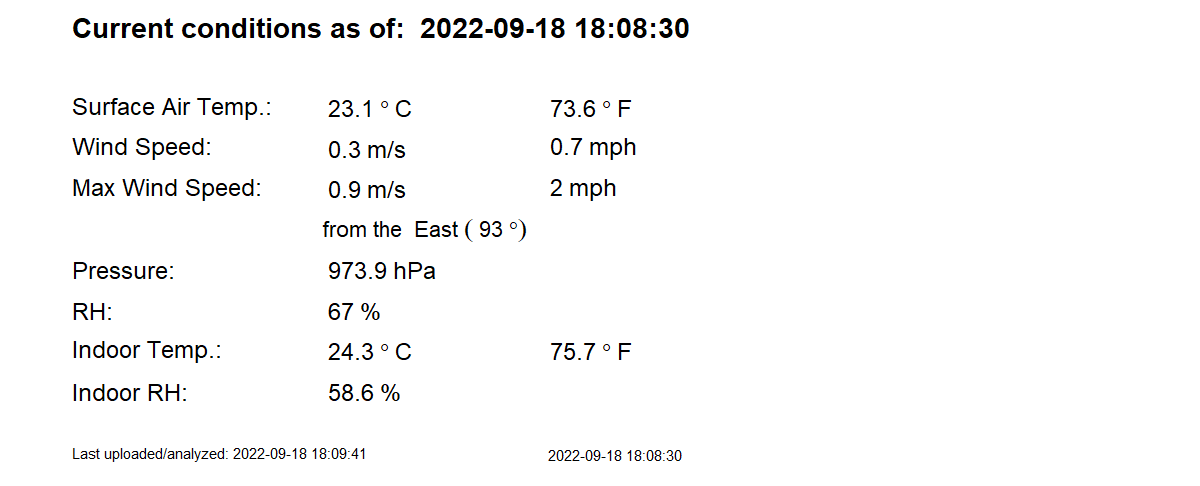 Current conditions as of:  2022-09-18 18:08:30
Surface Air Temp.: 23.1 ° C 73.6 ° F
Wind Speed: 0.3 m/s 0.7 mph
Max Wind Speed: 0.9 m/s 2 mph
from the  East ( 93 °)
Pressure: 973.9 hPa
RH: 67 %
Indoor Temp.: 24.3 ° C 75.7 ° F
Indoor RH: 58.6 %
Last uploaded/analyzed: 2022-09-18 18:09:41 2022-09-18 18:08:30